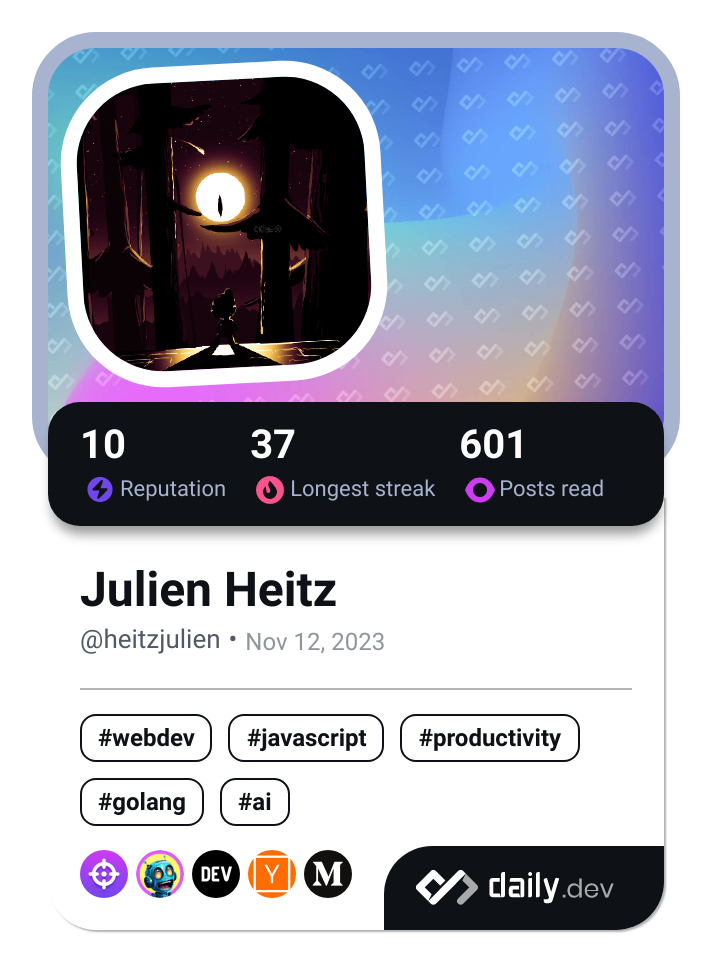 10 37 601
Reputation Longest streak Posts read
Julien Heitz
@heitzjulien • Nov 12, 2023
#webdev #javascript #productivity
#golang #ai
DEV Y M
daily.dev